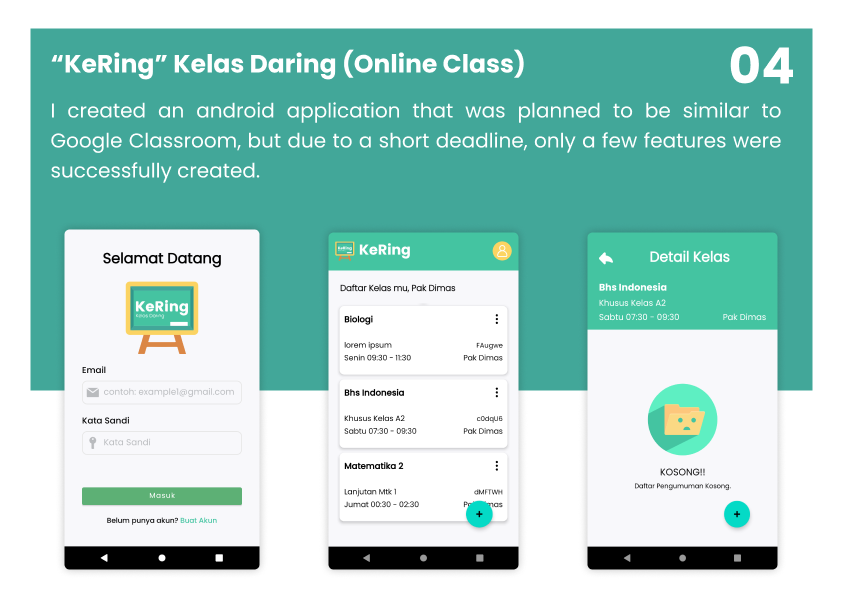 “KeRing” Kelas Daring (Online Class)
04
I created an android application that was planned to be similar to
Google Classroom, but due to a short deadline, only a few features were
successfully created.
Selamat Datang
KeRing
Kelas Daring
Email
contoh: example1@gmail.com
Kata Sandi
Kata Sandi
Masuk
Belum punya akun? Buat Akun
KeRing
KeRing
Daftar Kelas mu, Pak Dimas
Biologi
lorem ipsum FAugwe
Senin 09:30 - 11:30 Pak Dimas
Bhs Indonesia
Khusus Kelas A2 c0dqU6
Sabtu 07:30 - 09:30 Pak Dimas
Matematika 2
Lanjutan Mtk 1 dMFTWH
Jumat 00:30 - 02:30
+
Detail Kelas
Bhs Indonesia
Khusus Kelas A2
Sabtu 07:30 - 09:30 Pak Dimas
KOSONG!!
Daftar Pengumuman Kosong.
+